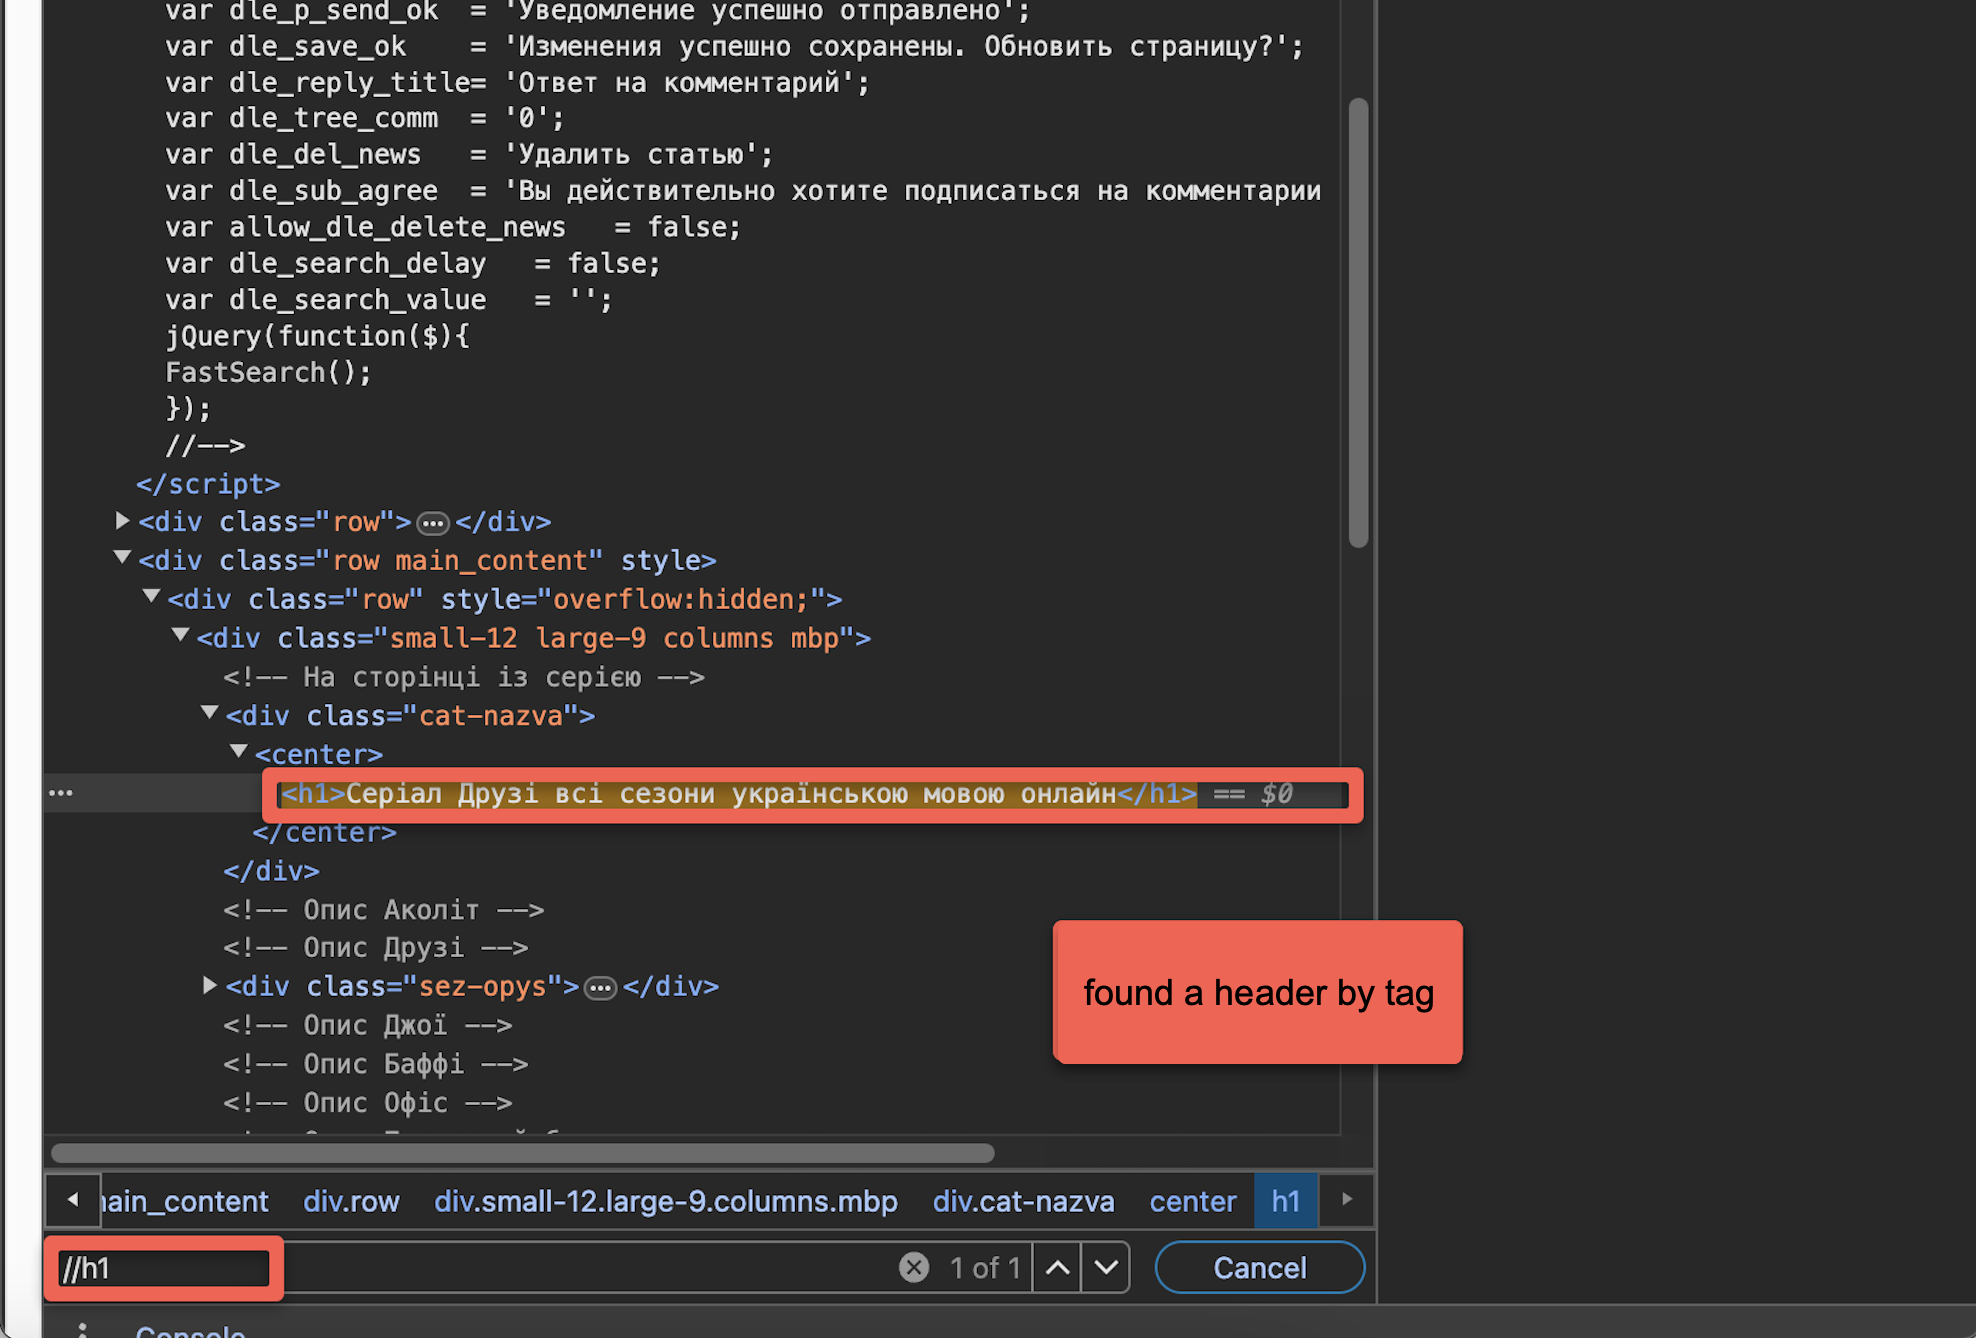 var dle_p_send_ok  = 'Уведомление успешно отправлено';
var dle_save_ok    = 'Изменения успешно сохранены. Обновить страницу?';
var dle_reply_title= 'Ответ на комментарий';
var dle_tree_comm  = '0';
var dle_del_news   = 'Удалить статью';
var dle_sub_agree  = 'Вы действительно хотите подписаться на комментарии
var allow_dle_delete_news   = false;
var dle_search_delay   = false;
var dle_search_value   = '';
jQuery(function($){
FastSearch();
});
//-->
</script>
<div class="row"> … </div>
<div class="row main_content" style>
<div class="row" style="overflow:hidden;">
<div class="small-12 large-9 columns mbp">
<!-- На сторінці із серією -->
<div class="cat-nazva">
<center>
… <h1>Серіал Друзі всі сезони українською мовою онлайн</h1> == $0
</center>
</div>
<!-- Опис Аколіт -->
<!-- Опис Друзі -->
found a header by tag
<div class="sez-opys"> … </div>
<!-- Опис Джої -->
<!-- Опис Баффі -->
<!-- Опис Офіс -->
ain_content div.row div.small-12.large-9.columns.mbp div.cat-nazva center h1
//h1 1 of 1 Cancel
Console